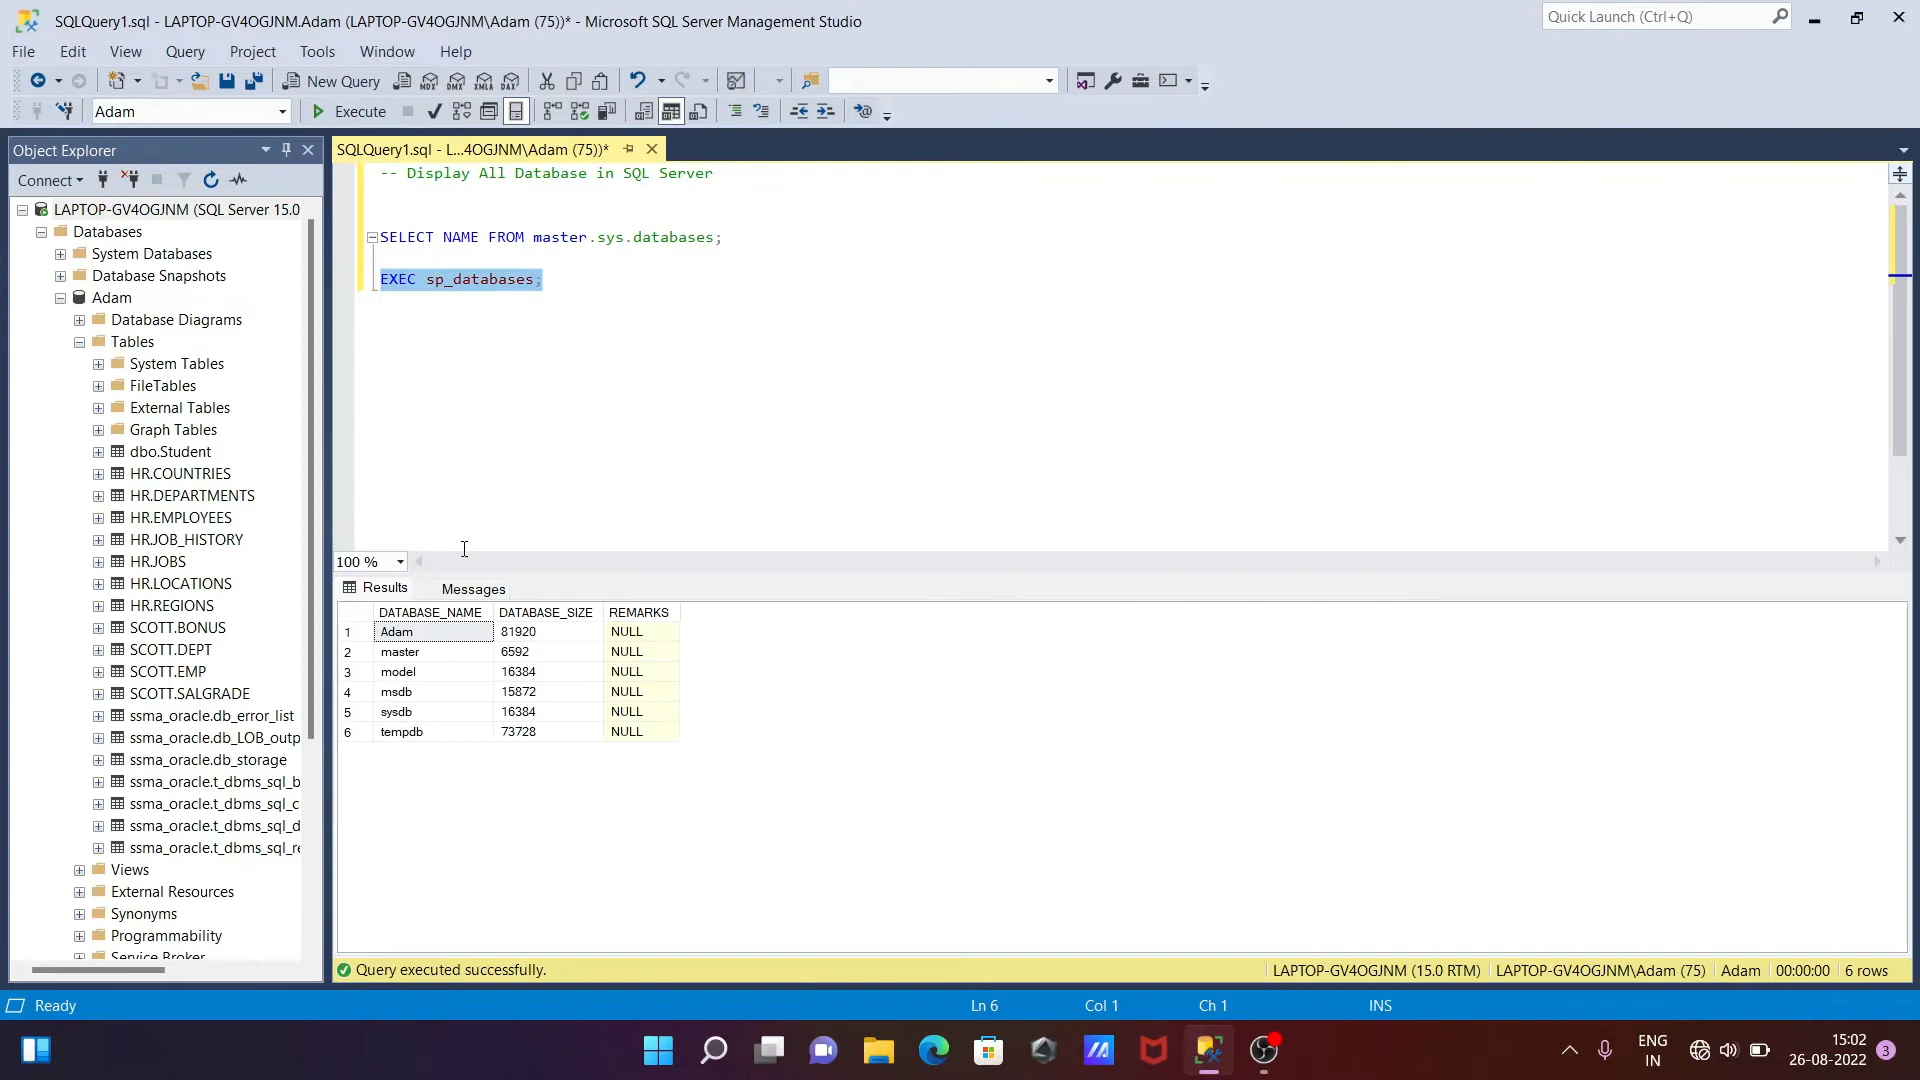 SQLQuery1.sql - LAPTOP-GV4OGJNM.Adam (LAPTOP-GV4OGJNM\Adam (75))* - Microsoft SQL Server Management Studio
Quick Launch (Ctrl+Q)
File Edit View Query Project Tools Window Help
New Query MDX DMX XMLA DAX
Adam Execute
Object Explorer
SQLQuery1.sql - L...4OGJNM\Adam (75))*
Connect
LAPTOP-GV4OGJNM (SQL Server 15.0
Databases
System Databases
Database Snapshots
Adam
Database Diagrams
Tables
System Tables
FileTables
External Tables
Graph Tables
dbo.Student
HR.COUNTRIES
HR.DEPARTMENTS
HR.EMPLOYEES
HR.JOB_HISTORY
HR.JOBS
HR.LOCATIONS
HR.REGIONS
SCOTT.BONUS
SCOTT.DEPT
SCOTT.EMP
SCOTT.SALGRADE
ssma_oracle.db_error_list
ssma_oracle.db_LOB_outp
ssma_oracle.db_storage
ssma_oracle.t_dbms_sql_b
ssma_oracle.t_dbms_sql_c
ssma_oracle.t_dbms_sql_d
ssma_oracle.t_dbms_sql_re
Views
External Resources
Synonyms
Programmability
Service Broker
-- Display All Database in SQL Server
SELECT NAME FROM master.sys.databases;
EXEC sp_databases;
100 %
Results Messages
DATABASE_NAME DATABASE_SIZE REMARKS
1 Adam 81920 NULL
2 master 6592 NULL
3 model 16384 NULL
4 msdb 15872 NULL
5 sysdb 16384 NULL
6 tempdb 73728 NULL
Query executed successfully.
LAPTOP-GV4OGJNM (15.0 RTM) LAPTOP-GV4OGJNM\Adam (75) Adam 00:00:00 6 rows
Ready Ln 6 Col 1 Ch 1 INS
ENG
IN
15:02
26-08-2022
3